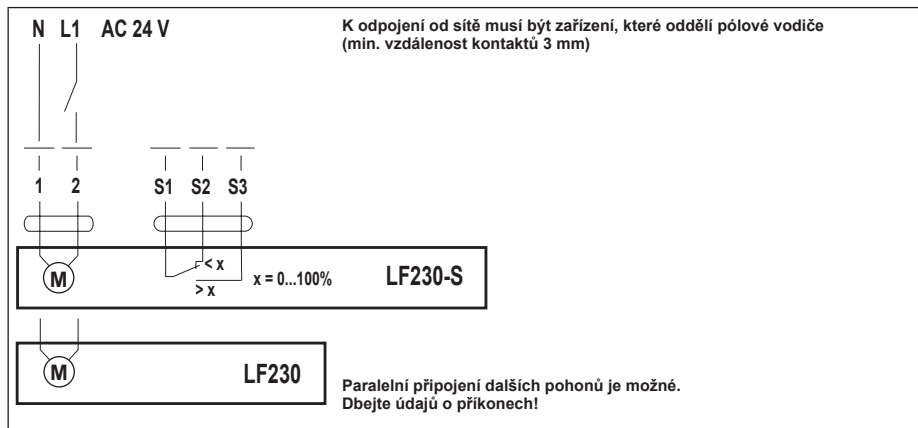 N L1 AC 24 V
K odpojení od sítě musí být zařízení, které oddělí pólové vodiče
(min. vzdálenost kontaktů 3 mm)
1 2 S1 S2 S3
M
< x
> x
x = 0...100%
LF230-S
M
LF230
Paralelní připojení dalších pohonů je možné.
Dbejte údajů o příkonech!